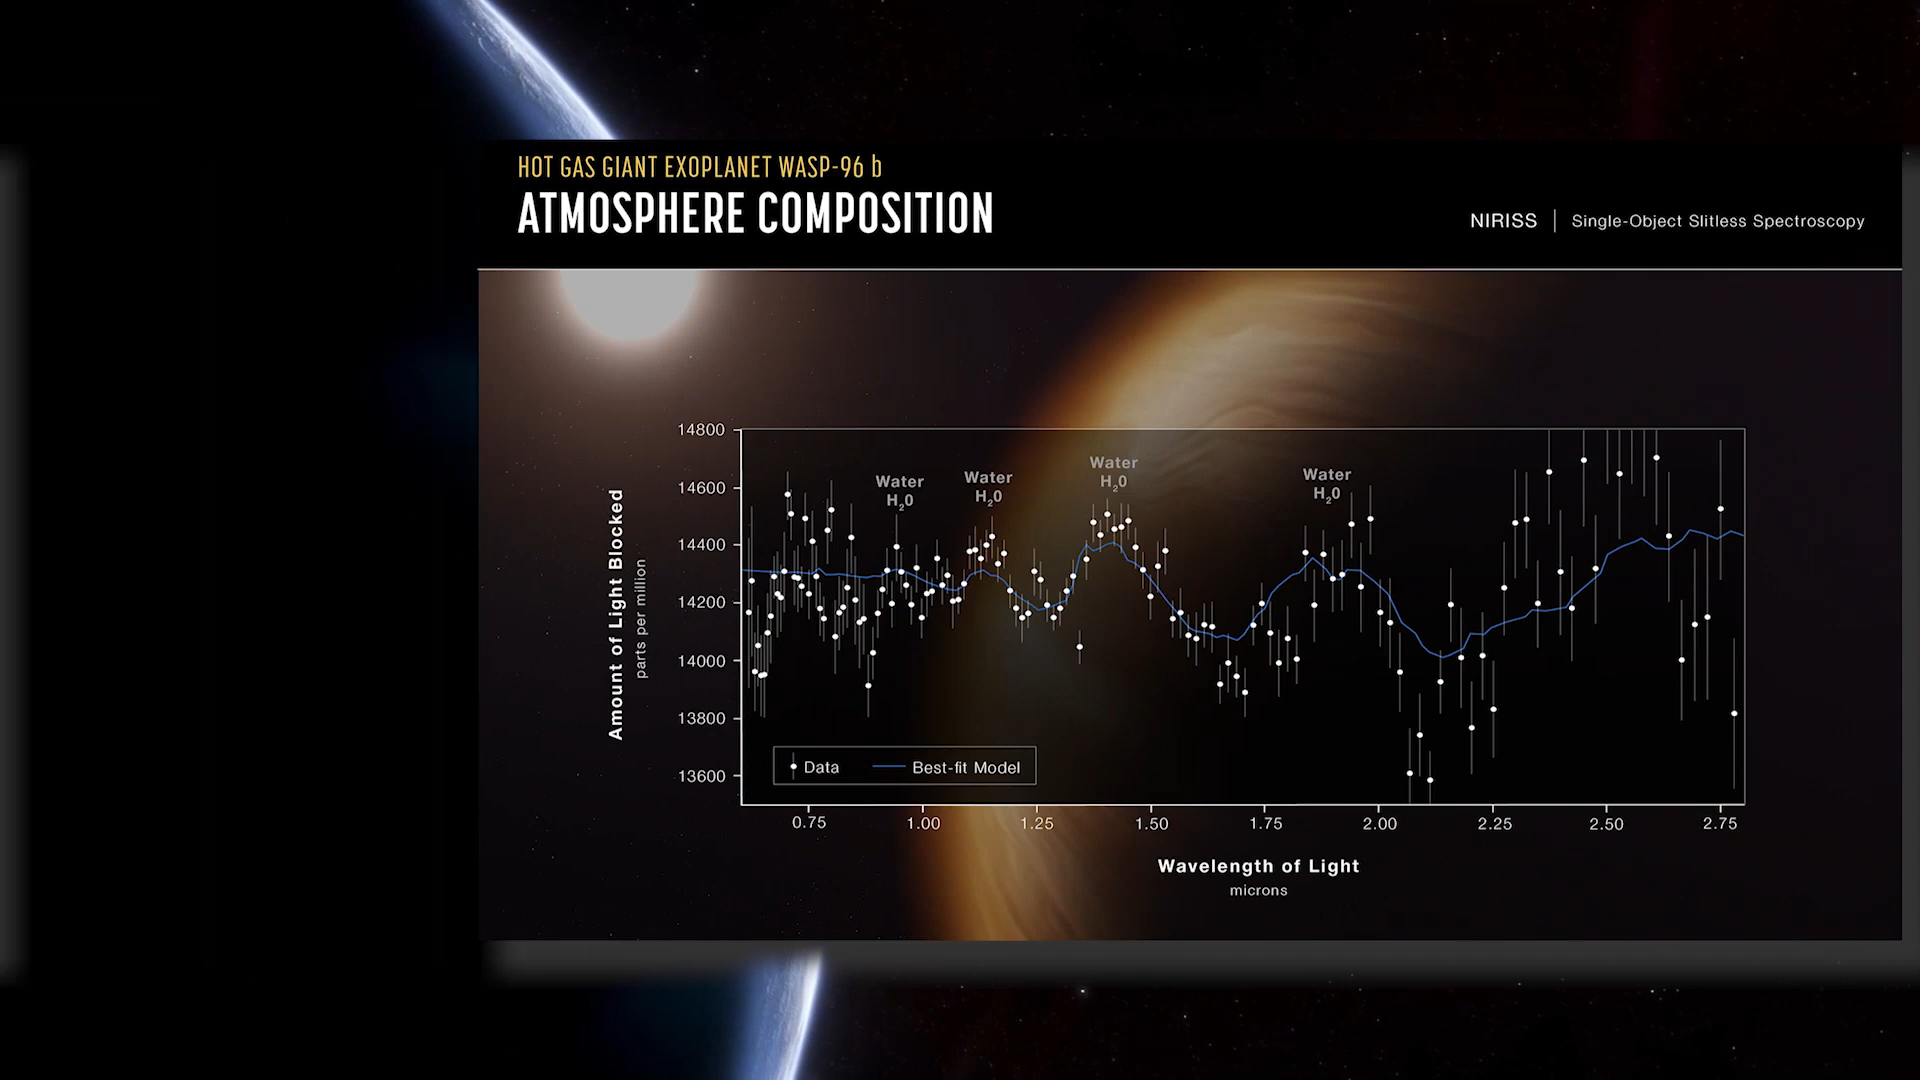 HOT GAS GIANT EXOPLANET WASP-96 b
ATMOSPHERE COMPOSITION
NIRISS | Single-Object Slitless Spectroscopy
14800
14600
14400
14200
14000
13800
13600
Amount of Light Blocked
parts per million
Water
H₂O
Water
H₂O
Water
H₂O
Water
H₂O
Data
Best-fit Model
0.75
1.00
1.25
1.50
1.75
2.00
2.25
2.50
2.75
Wavelength of Light
microns